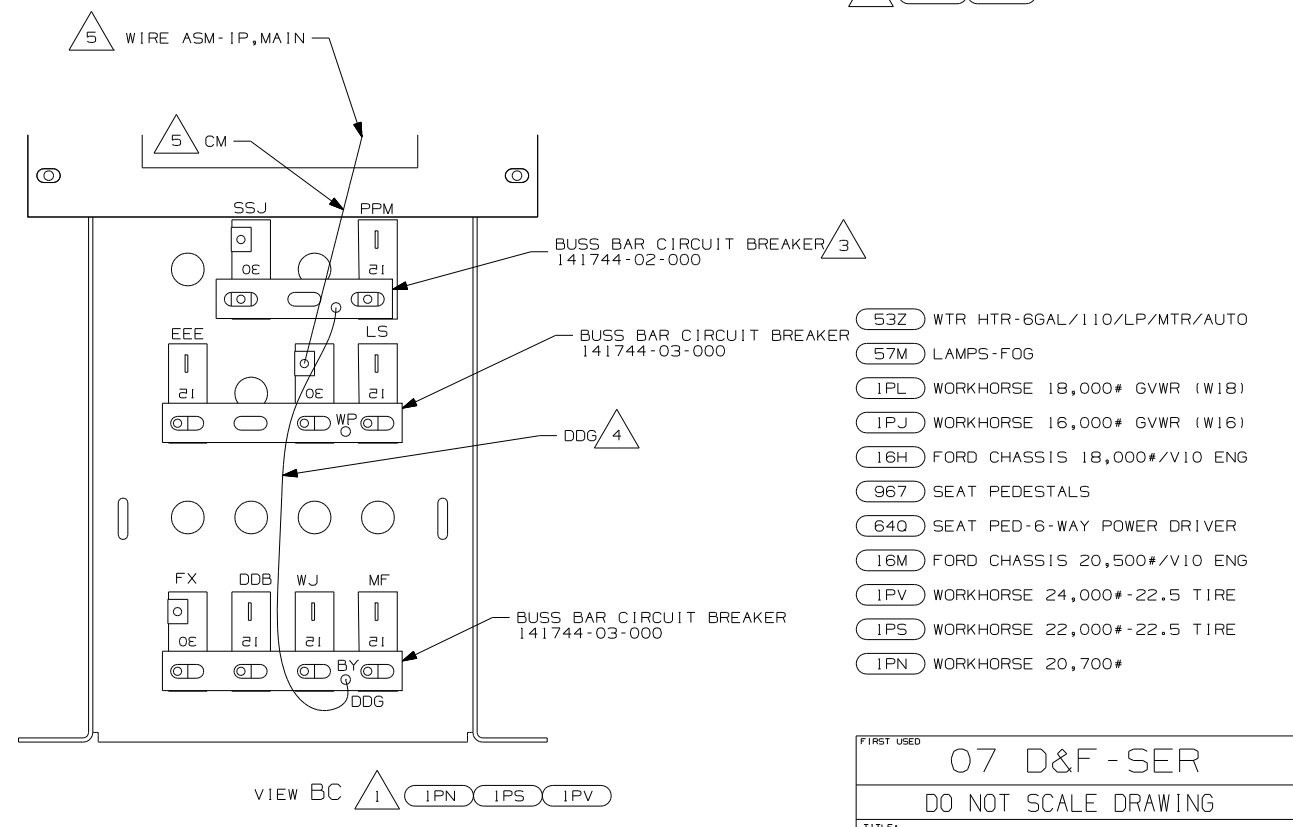 5 WIRE ASM-IP,MAIN
5 CM
SSJ PPM
30 15
BUSS BAR CIRCUIT BREAKER 3
141744-02-000
EEE LS
15 30 15
WP
BUSS BAR CIRCUIT BREAKER
141744-03-000
DDG 4
FX DDB WJ MF
30 15 15 15
BY
DDG
BUSS BAR CIRCUIT BREAKER
141744-03-000
VIEW BC 1 1PN 1PS 1PV
53Z WTR HTR-6GAL/110/LP/MTR/AUTO
57M LAMPS-FOG
1PL WORKHORSE 18,000# GVWR (W18)
1PJ WORKHORSE 16,000# GVWR (W16)
16H FORD CHASSIS 18,000#/V10 ENG
967 SEAT PEDESTALS
64Q SEAT PED-6-WAY POWER DRIVER
16M FORD CHASSIS 20,500#/V10 ENG
1PV WORKHORSE 24,000#-22.5 TIRE
1PS WORKHORSE 22,000#-22.5 TIRE
1PN WORKHORSE 20,700#
FIRST USED
07 D&F-SER
DO NOT SCALE DRAWING
TITLE: